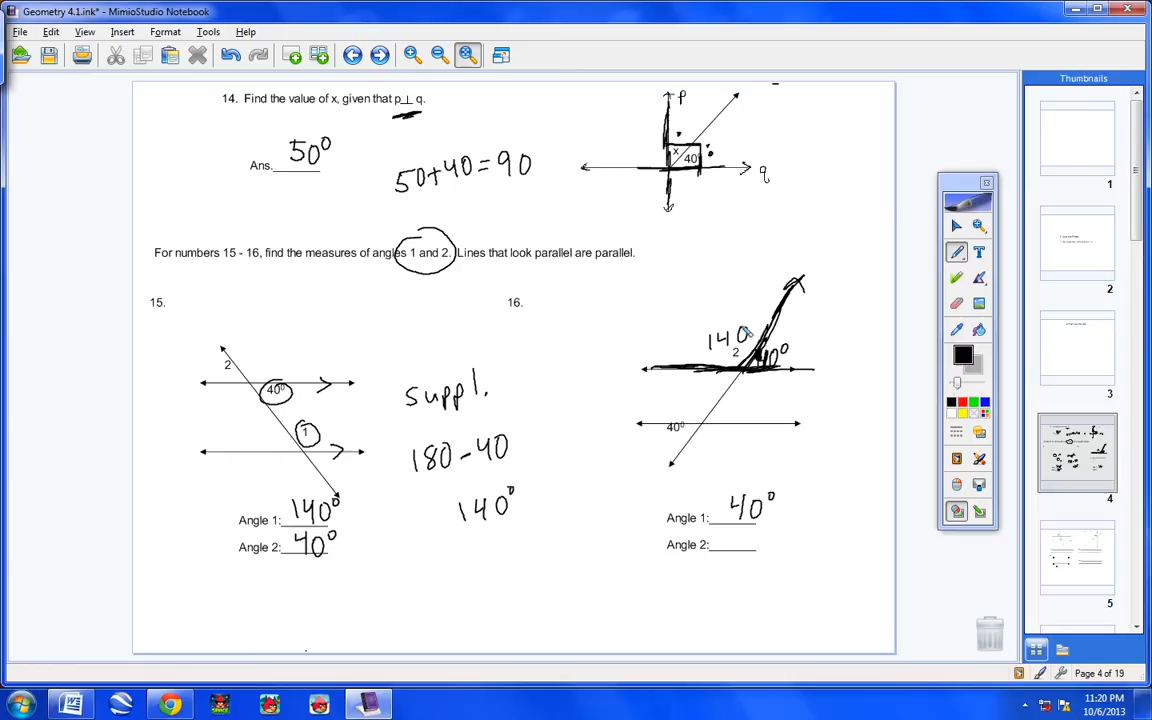 Geometry 4.1.ink* - MimioStudio Notebook
File Edit View Insert Format Tools Help
Thumbnails
14. Find the value of x, given that p⊥ q.
Ans. 50°
50+40=90
p
x
40
q
For numbers 15 - 16, find the measures of angles 1 and 2. Lines that look parallel are parallel.
15.
2
40⁰
1
suppl.
180-40
140°
Angle 1: 140°
Angle 2: 40°
16.
140
2
40°
40⁰
Angle 1: 40°
Angle 2:
T
1
2
3
4
5
Page 4 of 19
11:20 PM
10/6/2013